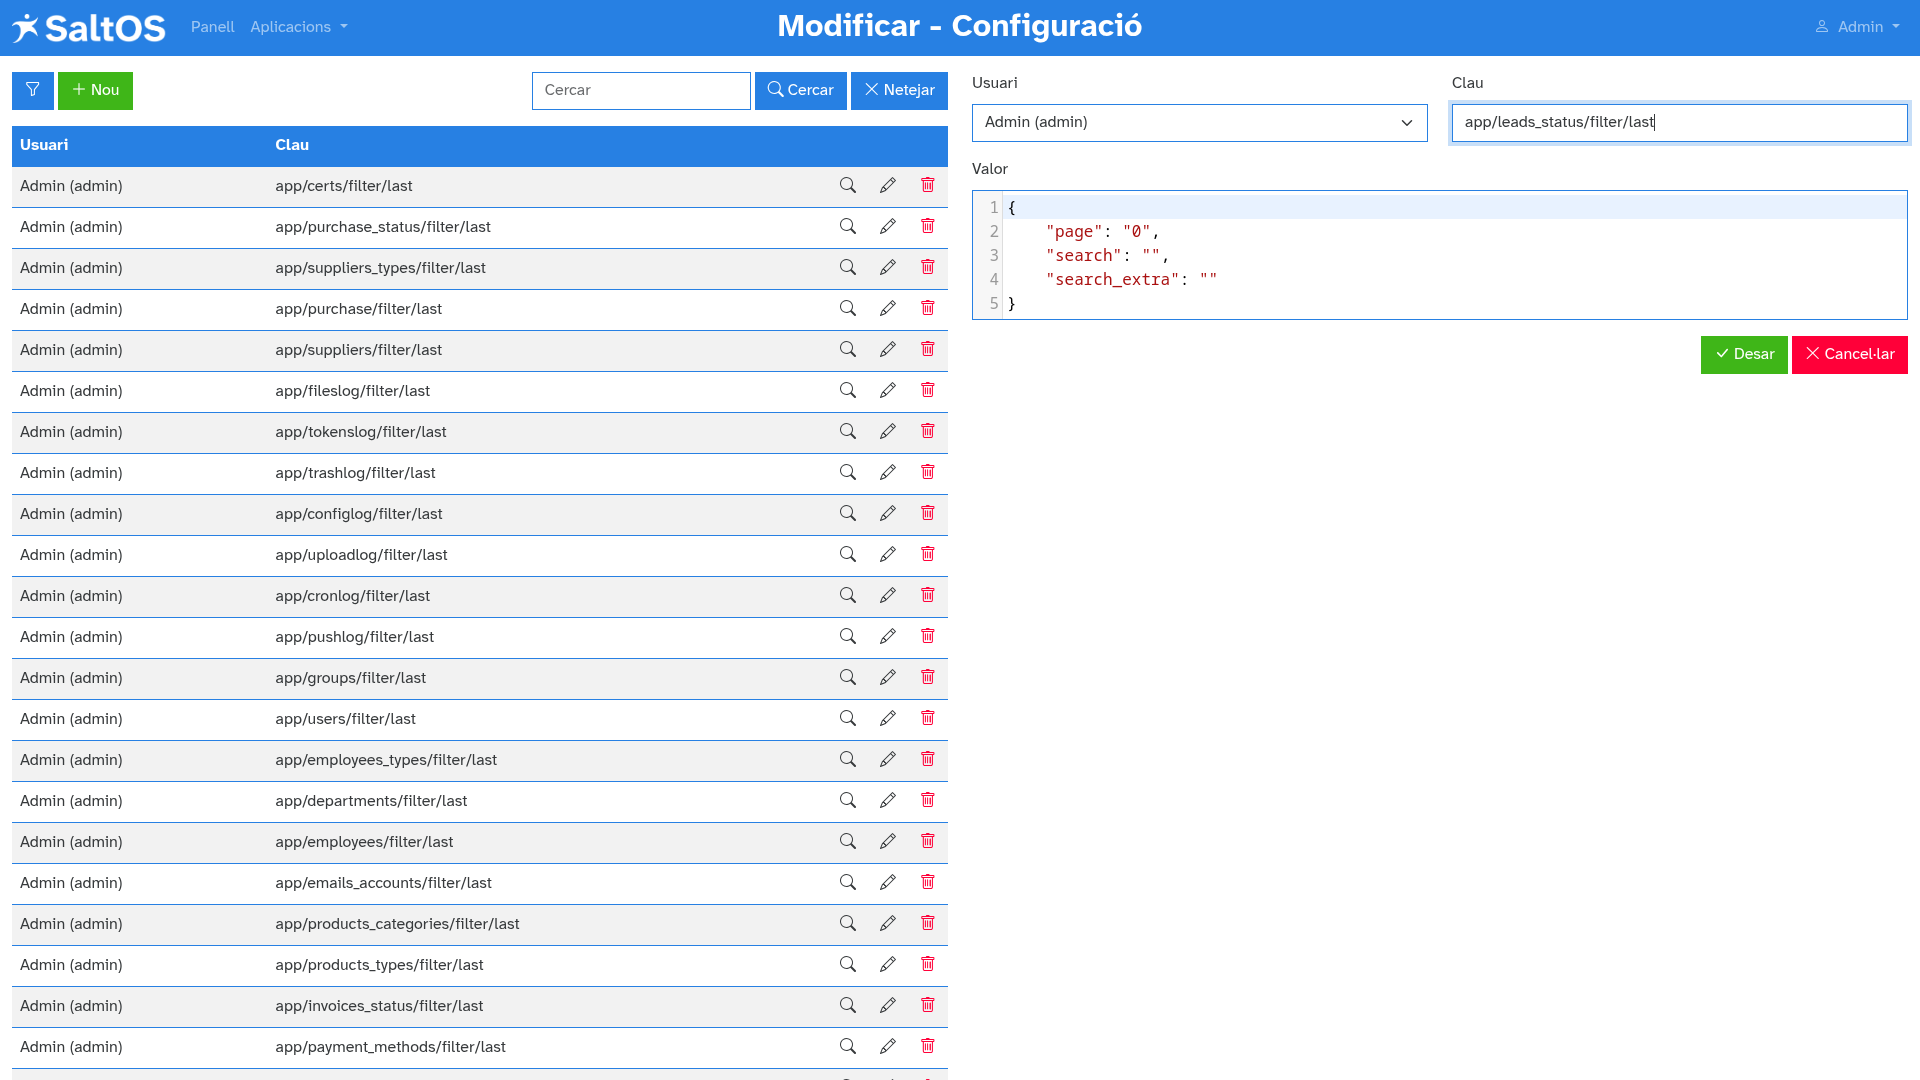 SaltOS Panell Aplicacions Modificar - Configuració Admin
Nou Cercar Cercar Netejar
Usuari Clau
Admin (admin) app/certs/filter/last
Admin (admin) app/purchase_status/filter/last
Admin (admin) app/suppliers_types/filter/last
Admin (admin) app/purchase/filter/last
Admin (admin) app/suppliers/filter/last
Admin (admin) app/fileslog/filter/last
Admin (admin) app/tokenslog/filter/last
Admin (admin) app/trashlog/filter/last
Admin (admin) app/configlog/filter/last
Admin (admin) app/uploadlog/filter/last
Admin (admin) app/cronlog/filter/last
Admin (admin) app/pushlog/filter/last
Admin (admin) app/groups/filter/last
Admin (admin) app/users/filter/last
Admin (admin) app/employees_types/filter/last
Admin (admin) app/departments/filter/last
Admin (admin) app/employees/filter/last
Admin (admin) app/emails_accounts/filter/last
Admin (admin) app/products_categories/filter/last
Admin (admin) app/products_types/filter/last
Admin (admin) app/invoices_status/filter/last
Admin (admin) app/payment_methods/filter/last
Usuari Clau
Admin (admin) app/leads_status/filter/last
Valor
1 {
2     "page": "0",
3     "search": "",
4     "search_extra": ""
5 }
Desar Cancel·lar